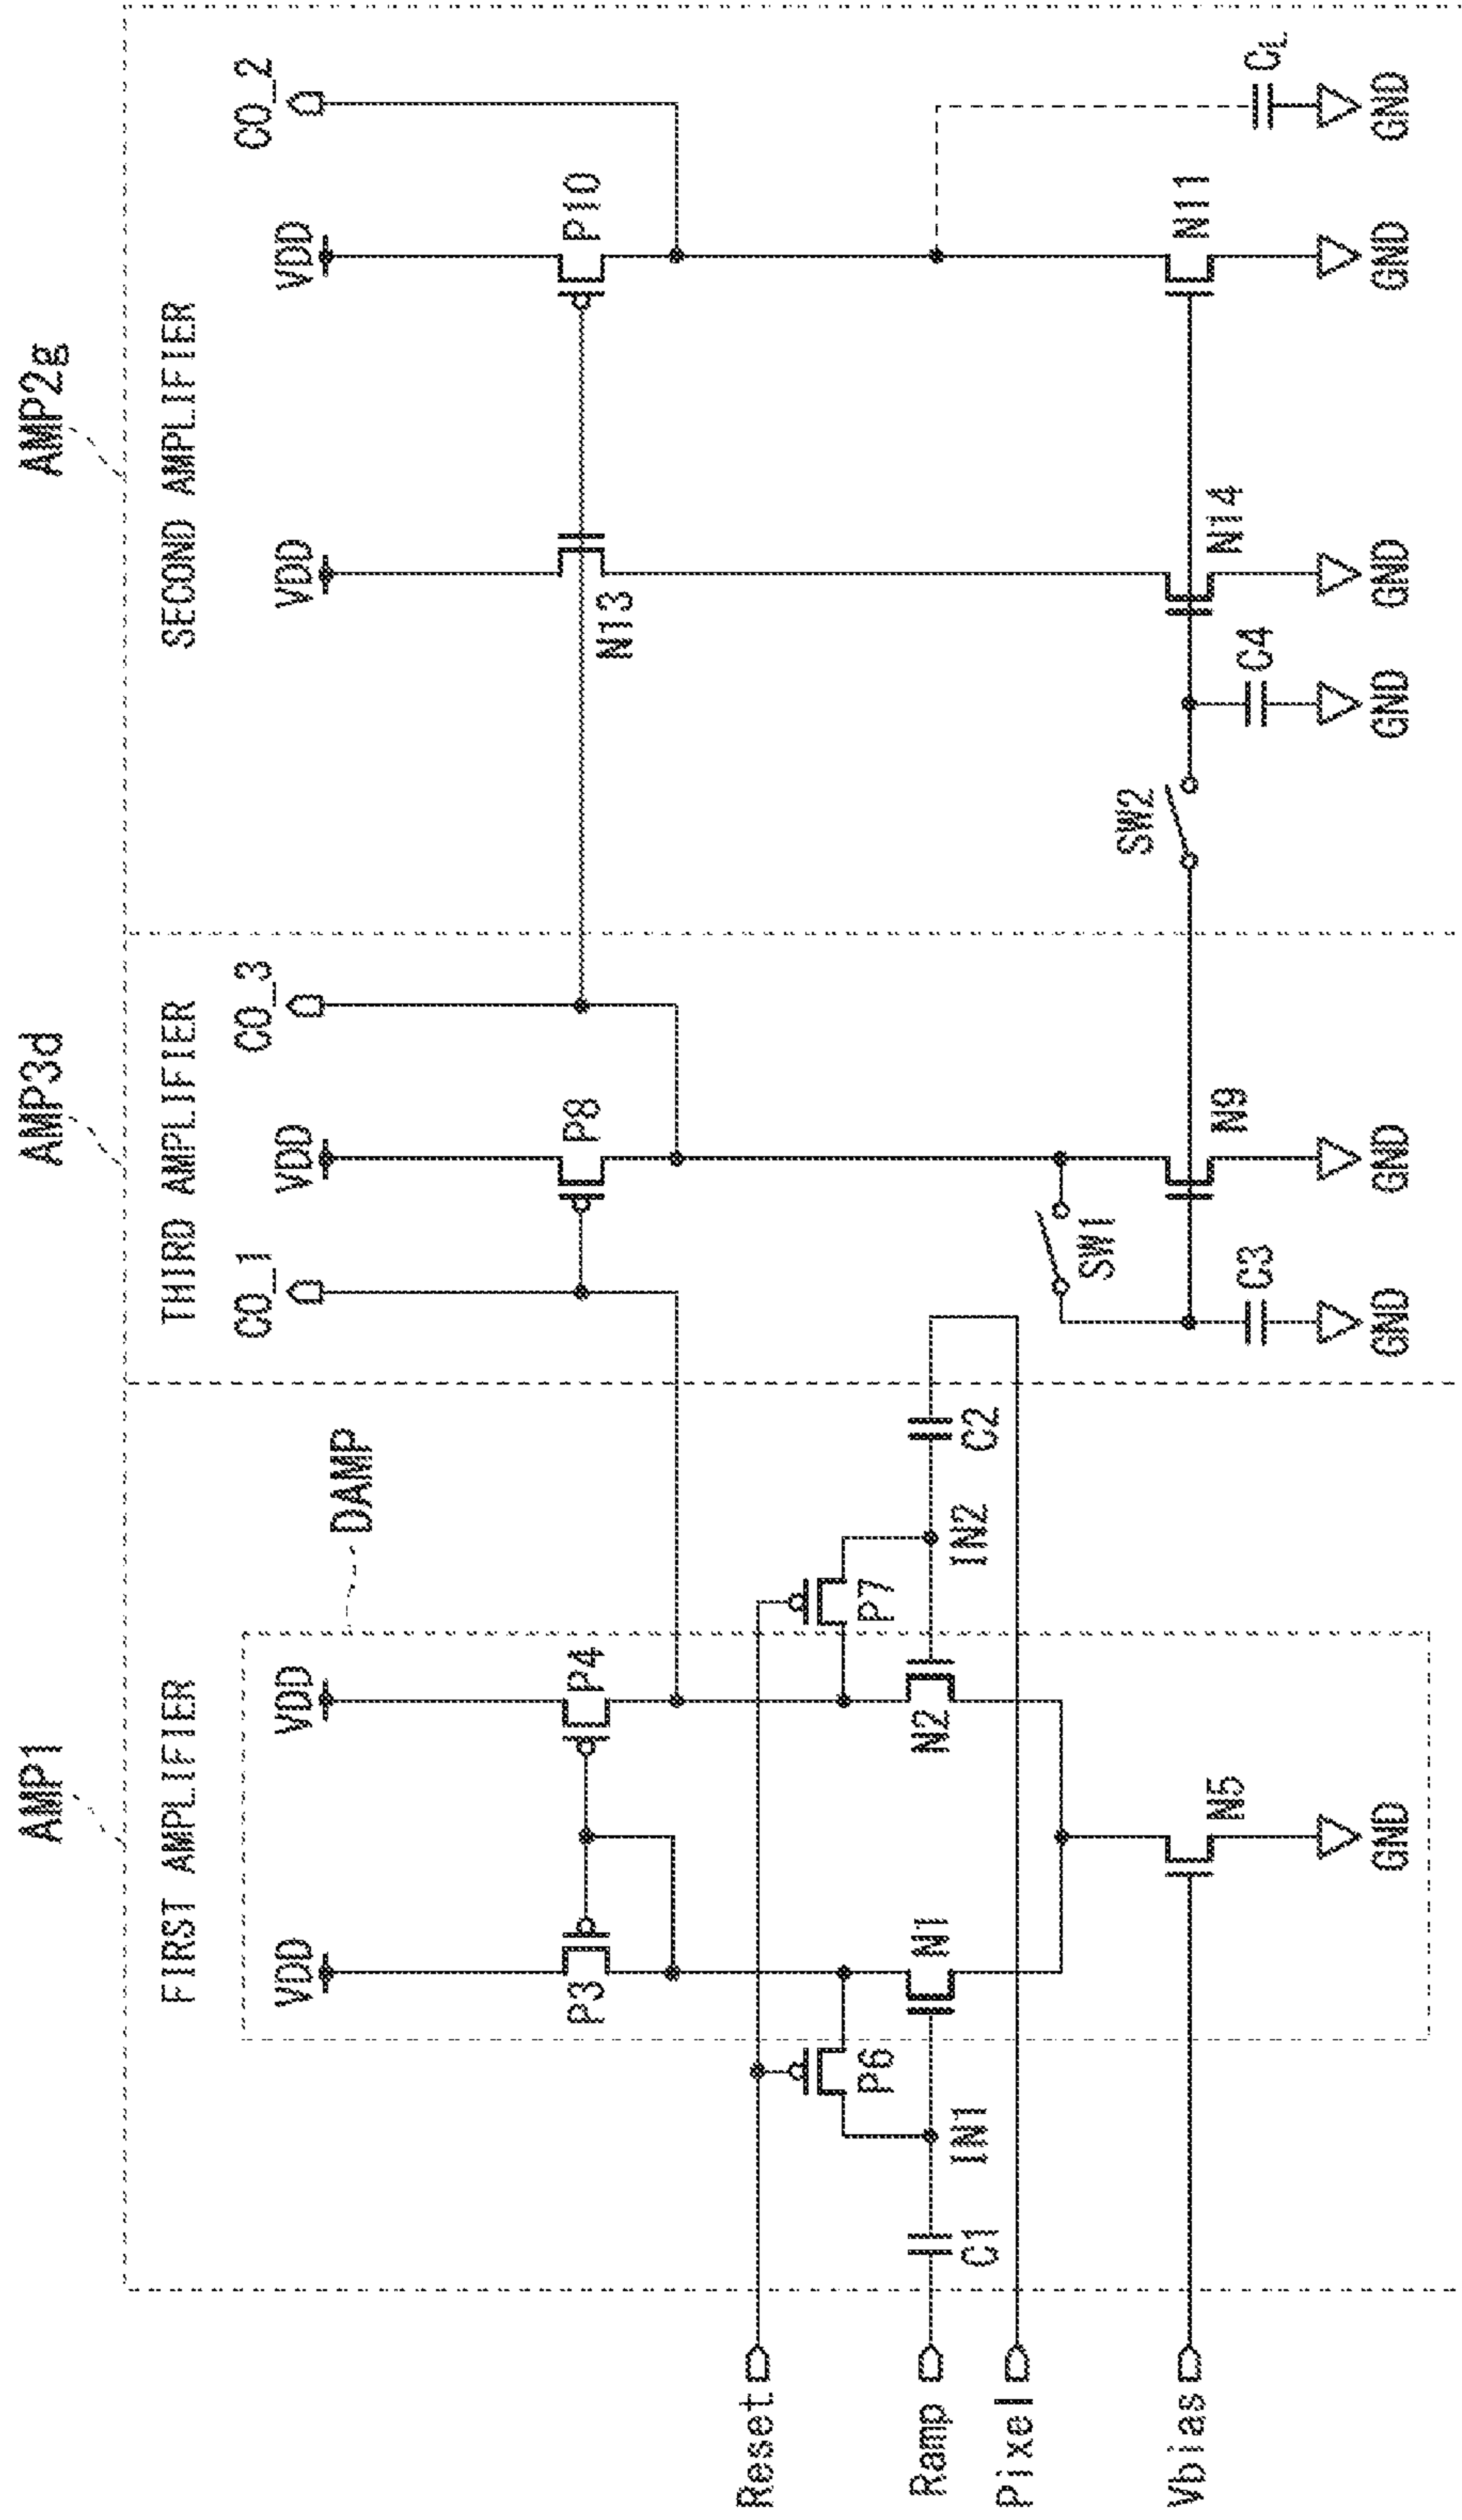 AMP1
AMP3d
AMP2g
FIRST AMPLIFIER
THIRD AMPLIFIER
SECOND AMPLIFIER
DAMP
CO_1
CO_3
CO_2
VDD
VDD
VDD
VDD
VDD
P3
P4
P8
N13
P10
Reset
P6
P7
Ramp
C1
IN1
N1
N2
IN2
C2
Pixel
SW1
SW2
Vbias
N5
N9
N14
N11
C3
C4
CL
GND
GND
GND
GND
GND
GND
GND